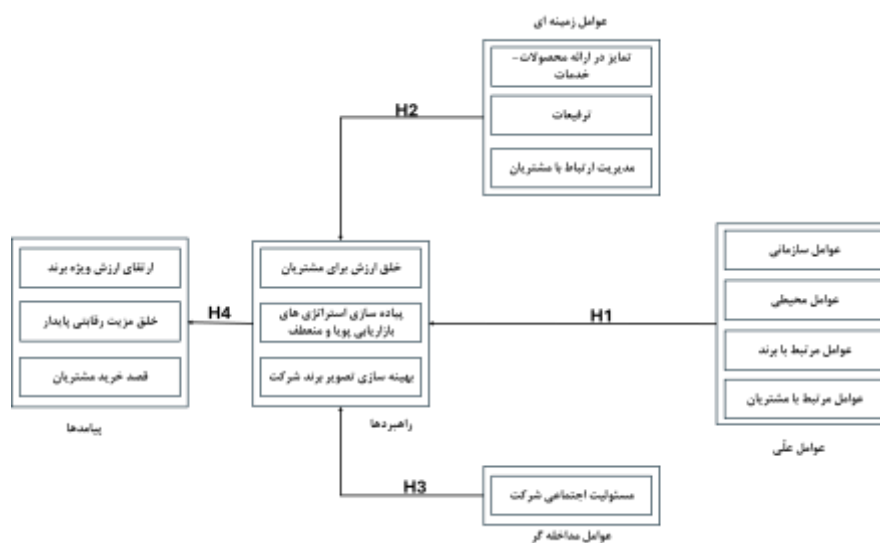 عوامل زمینه ای
تمایز در ارائه محصولات-
خدمات
ترفیعات
مدیریت ارتباط با مشتریان
H2
عوامل سازمانی
عوامل محیطی
عوامل مرتبط با برند
عوامل مرتبط با مشتریان
عوامل علّی
H1
خلق ارزش برای مشتریان
پیاده سازی استراتژی های
بازاریابی پویا و منعطف
بهینه سازی تصویر برند شرکت
راهبردها
H4
ارتقای ارزش ویژه برند
خلق مزیت رقابتی پایدار
قصد خرید مشتریان
پیامدها
H3
مسئولیت اجتماعی شرکت
عوامل مداخله گر